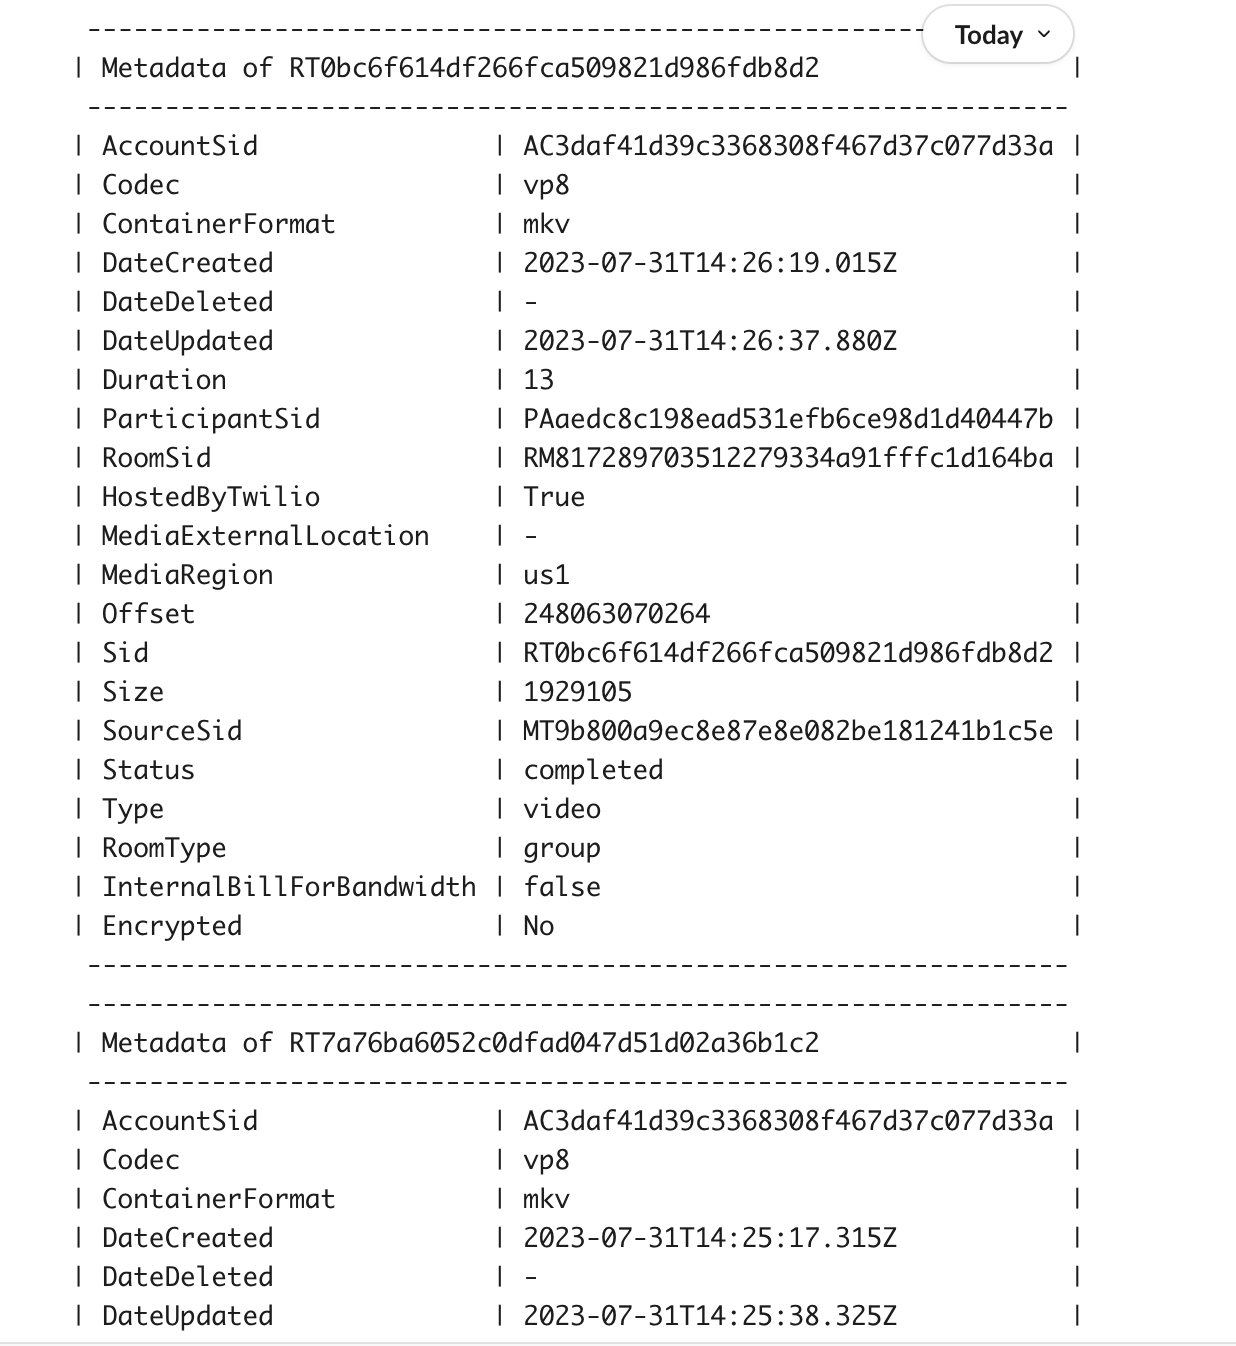 ---------------------------------------------------------------
Today
| Metadata of RT0bc6f614df266fca509821d986fdb8d2 |
---------------------------------------------------------------
| AccountSid | AC3daf41d39c3368308f467d37c077d33a |
| Codec | vp8 |
| ContainerFormat | mkv |
| DateCreated | 2023-07-31T14:26:19.015Z |
| DateDeleted | - |
| DateUpdated | 2023-07-31T14:26:37.880Z |
| Duration | 13 |
| ParticipantSid | PAaedc8c198ead531efb6ce98d1d40447b |
| RoomSid | RM817289703512279334a91fffc1d164ba |
| HostedByTwilio | True |
| MediaExternalLocation | - |
| MediaRegion | us1 |
| Offset | 248063070264 |
| Sid | RT0bc6f614df266fca509821d986fdb8d2 |
| Size | 1929105 |
| SourceSid | MT9b800a9ec8e87e8e082be181241b1c5e |
| Status | completed |
| Type | video |
| RoomType | group |
| InternalBillForBandwidth | false |
| Encrypted | No |
---------------------------------------------------------------
---------------------------------------------------------------
| Metadata of RT7a76ba6052c0dfad047d51d02a36b1c2 |
---------------------------------------------------------------
| AccountSid | AC3daf41d39c3368308f467d37c077d33a |
| Codec | vp8 |
| ContainerFormat | mkv |
| DateCreated | 2023-07-31T14:25:17.315Z |
| DateDeleted | - |
| DateUpdated | 2023-07-31T14:25:38.325Z |